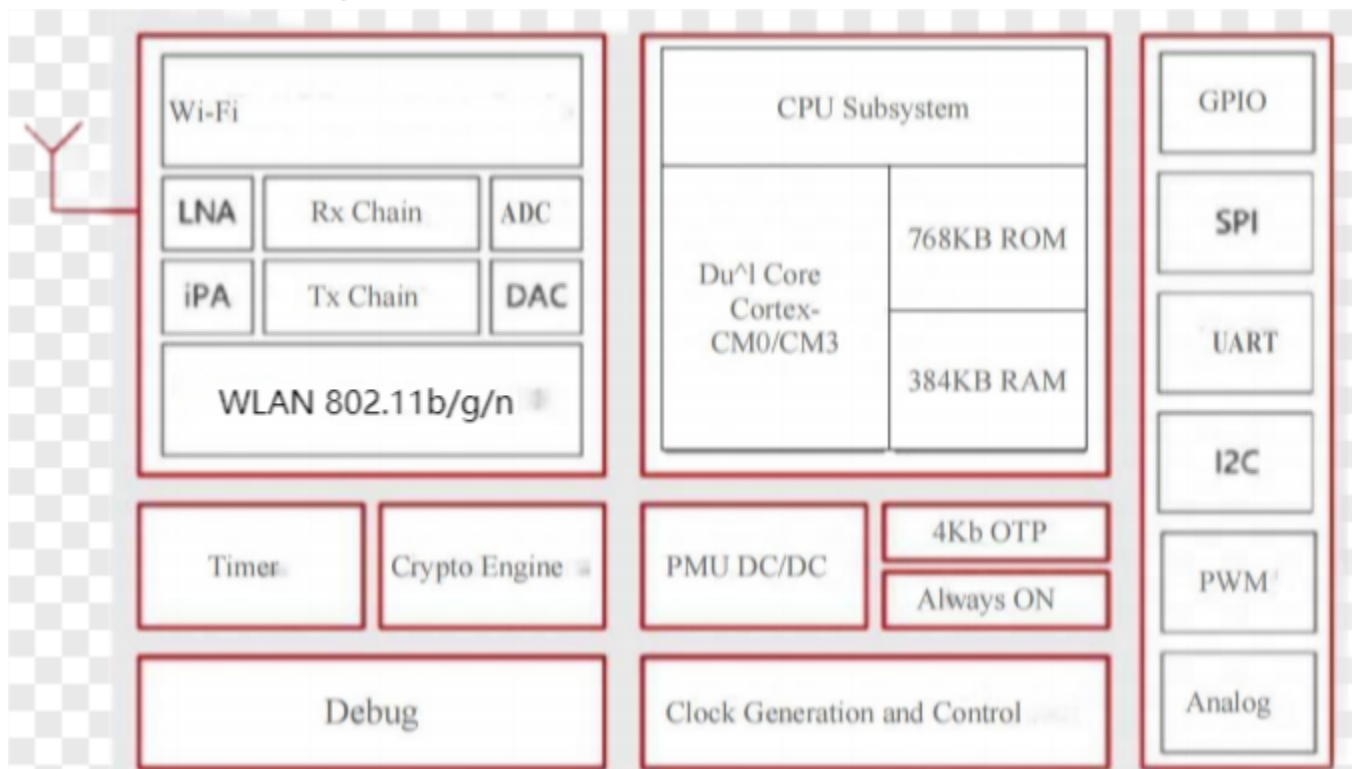 Wi-Fi
LNA
Rx Chain
ADC
iPA
Tx Chain
DAC
WLAN 802.11b/g/n
CPU Subsystem
Du^l Core
Cortex-
CM0/CM3
768KB ROM
384KB RAM
GPIO
SPI
UART
I2C
PWM
Analog
Timer
Crypto Engine
PMU DC/DC
4Kb OTP
Always ON
Debug
Clock Generation and Control